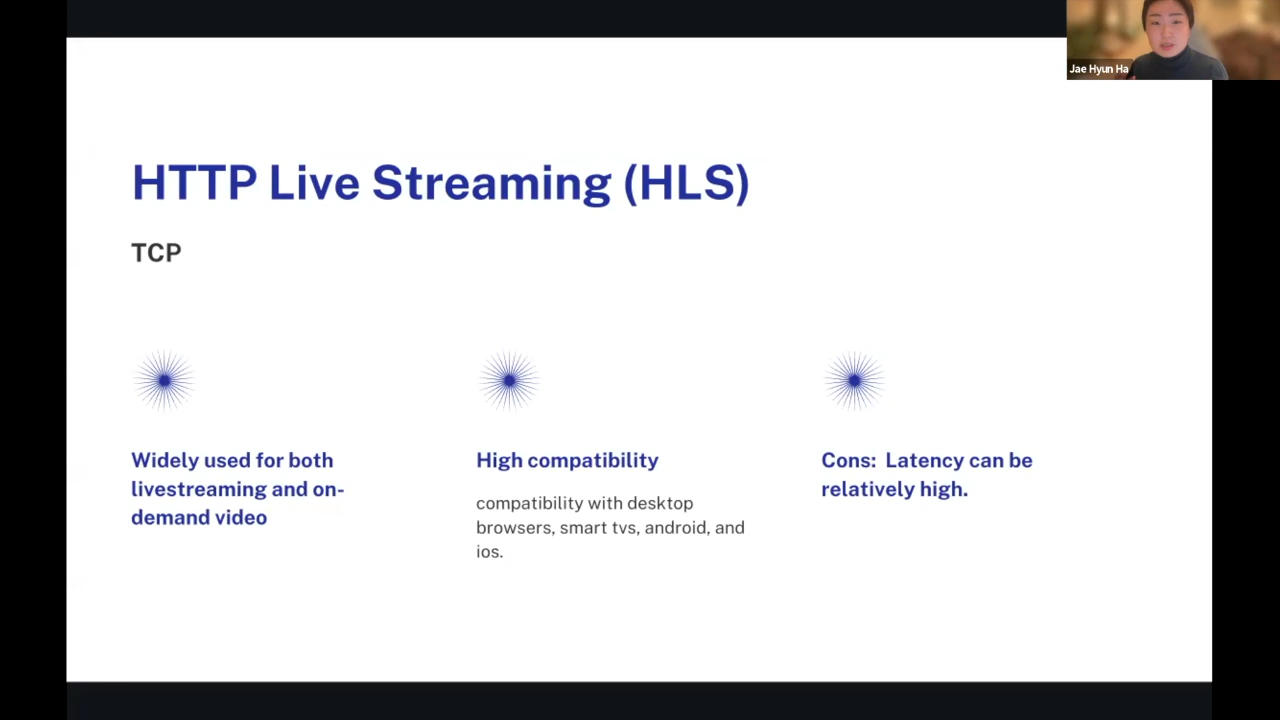 Jae Hyun Ha
HTTP Live Streaming (HLS)
TCP
Widely used for both
livestreaming and on-
demand video
High compatibility
compatibility with desktop
browsers, smart tvs, android, and
ios.
Cons:  Latency can be
relatively high.